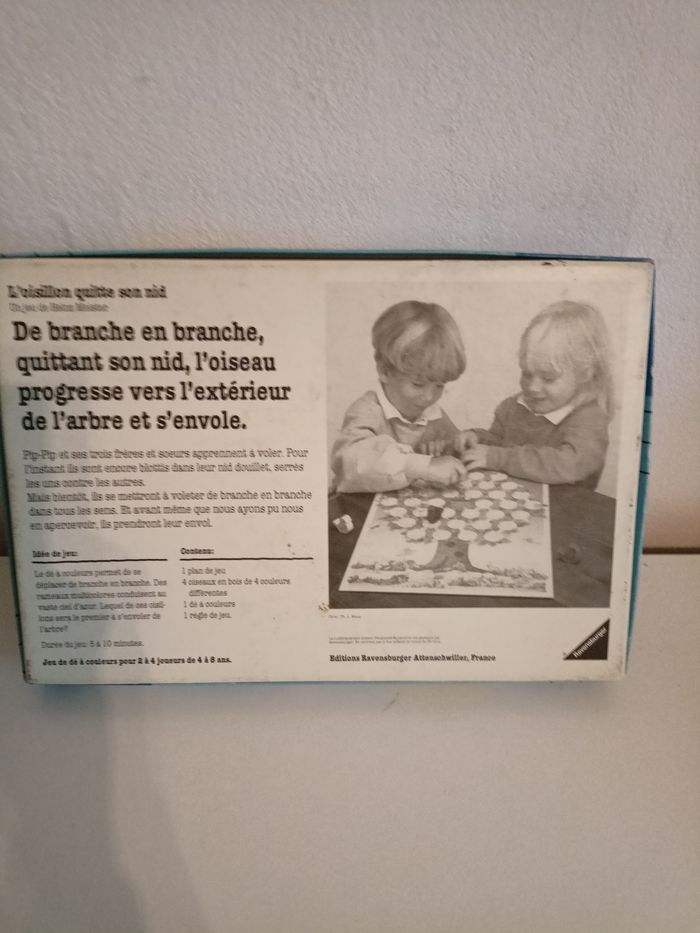 L'oisillon quitte son nid
Un jeu de Heinz Meister
De branche en branche,
quittant son nid, l'oiseau
progresse vers l'extérieur
de l'arbre et s'envole.
Pip-Pip et ses trois frères et soeurs apprennent à voler. Pour
l'instant ils sont encore blottis dans leur nid douillet, serrés
les uns contre les autres.
Mais bientôt, ils se mettront à voleter de branche en branche
dans tous les sens. Et avant même que nous ayons pu nous
en apercevoir, ils prendront leur envol.
Idée de jeu:
Le dé à couleurs permet de se
déplacer de branche en branche. Des
rameaux multicolores conduisent au
vaste ciel d'azur. Lequel de ces oisil-
lons sera le premier à s'envoler de
l'arbre?
Durée du jeu: 5 à 10 minutes.
Contenu:
1 plan de jeu
4 oiseaux en bois de 4 couleurs
différentes
1 dé à couleurs
1 règle de jeu.
Jeu de dé à couleurs pour 2 à 4 joueurs de 4 à 8 ans.
Editions Ravensburger Attenschwiller, France
Ravensburger